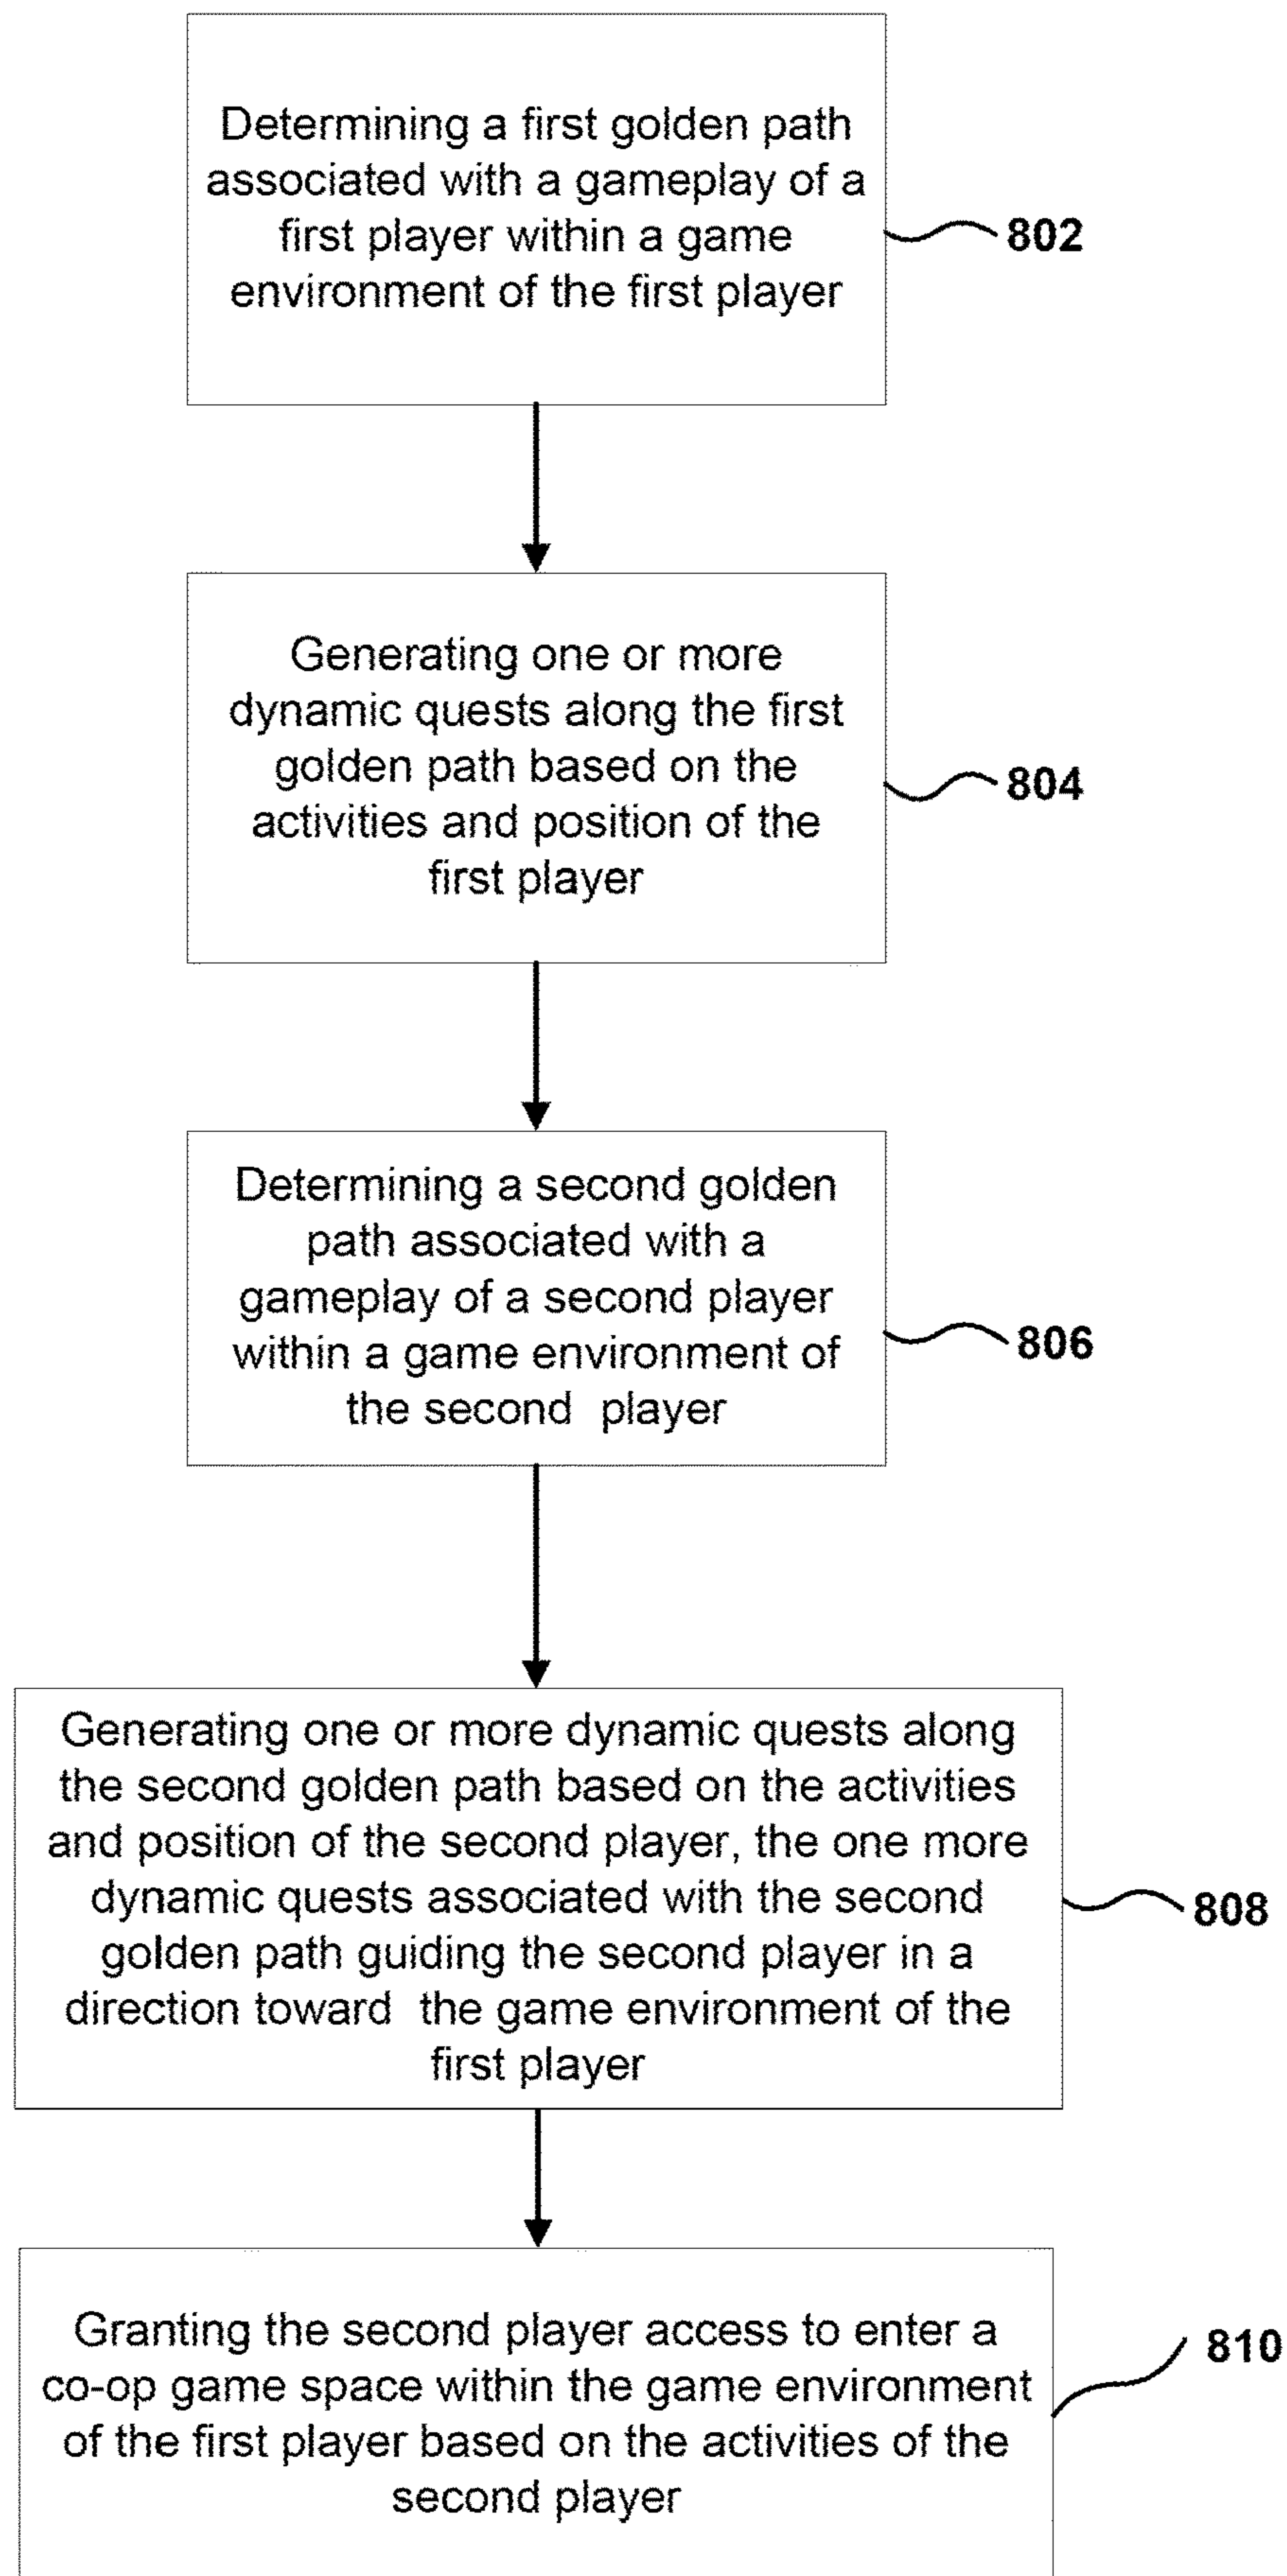 Determining a first golden path
associated with a gameplay of a
first player within a game
environment of the first player
802
Generating one or more
dynamic quests along the first
golden path based on the
activities and position of the
first player
804
Determining a second golden
path associated with a
gameplay of a second player
within a game environment of
the second  player
806
Generating one or more dynamic quests along
the second golden path based on the activities
and position of the second player, the one more
dynamic quests associated with the second
golden path guiding the second player in a
direction toward  the game environment of the
first player
808
Granting the second player access to enter a
co-op game space within the game environment
of the first player based on the activities of the
second player
810